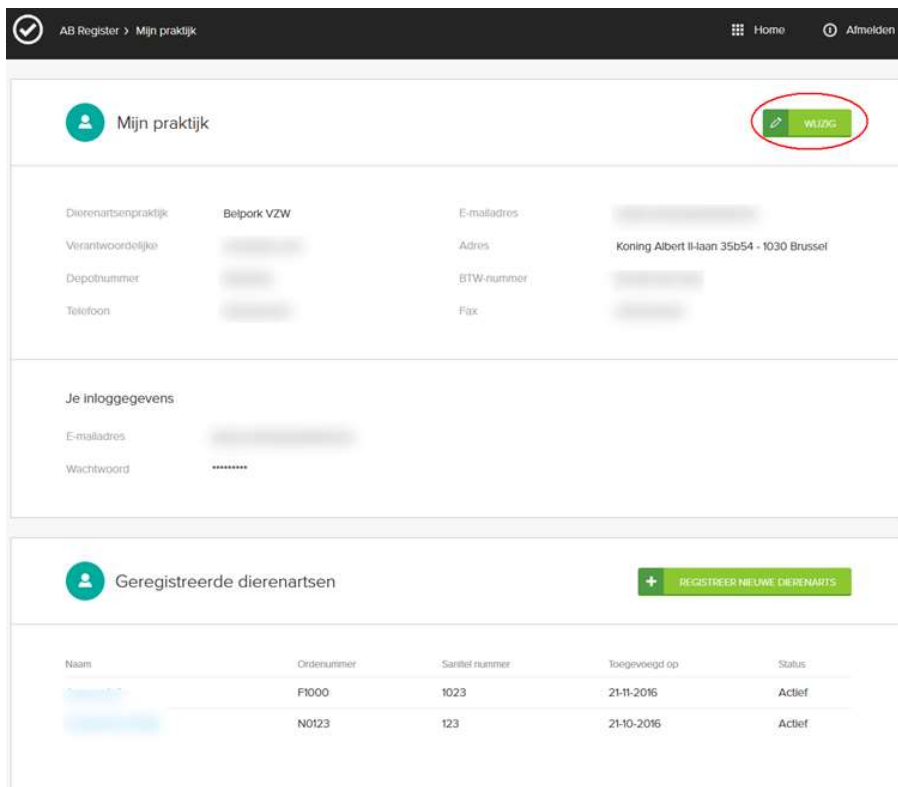 AB Register > Mijn praktijk Home Afmelden
Mijn praktijk WIJZIG
Dierenartsenpraktijk Belpork VZW E-mailadres
Verantwoordelijke Adres Koning Albert II-laan 35b54 - 1030 Brussel
Depotnummer BTW-nummer
Telefoon Fax
Je inloggegevens
E-mailadres
Wachtwoord •••••••••
Geregistreerde dierenartsen + REGISTREER NIEUWE DIERENARTS
Naam Ordenummer Sanitel nummer Toegevoegd op Status
F1000 1023 21-11-2016 Actief
N0123 123 21-10-2016 Actief